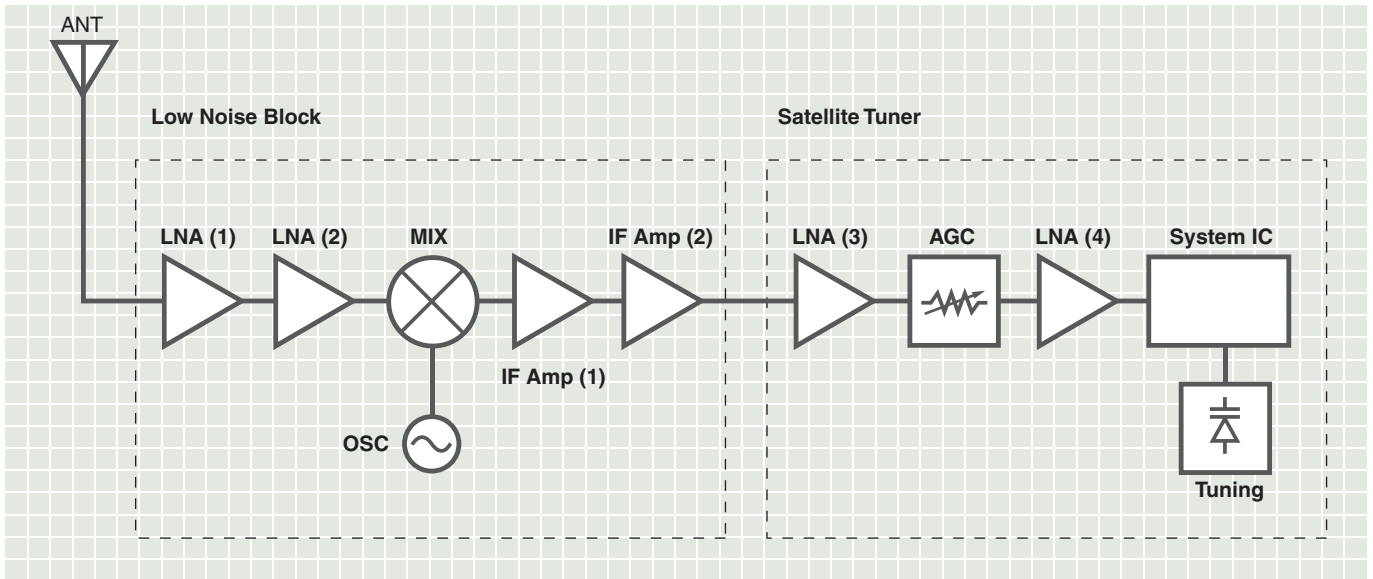 ANT
Low Noise Block
Satellite Tuner
LNA (1)
LNA (2)
MIX
IF Amp (2)
LNA (3)
AGC
LNA (4)
System IC
IF Amp (1)
OSC
Tuning